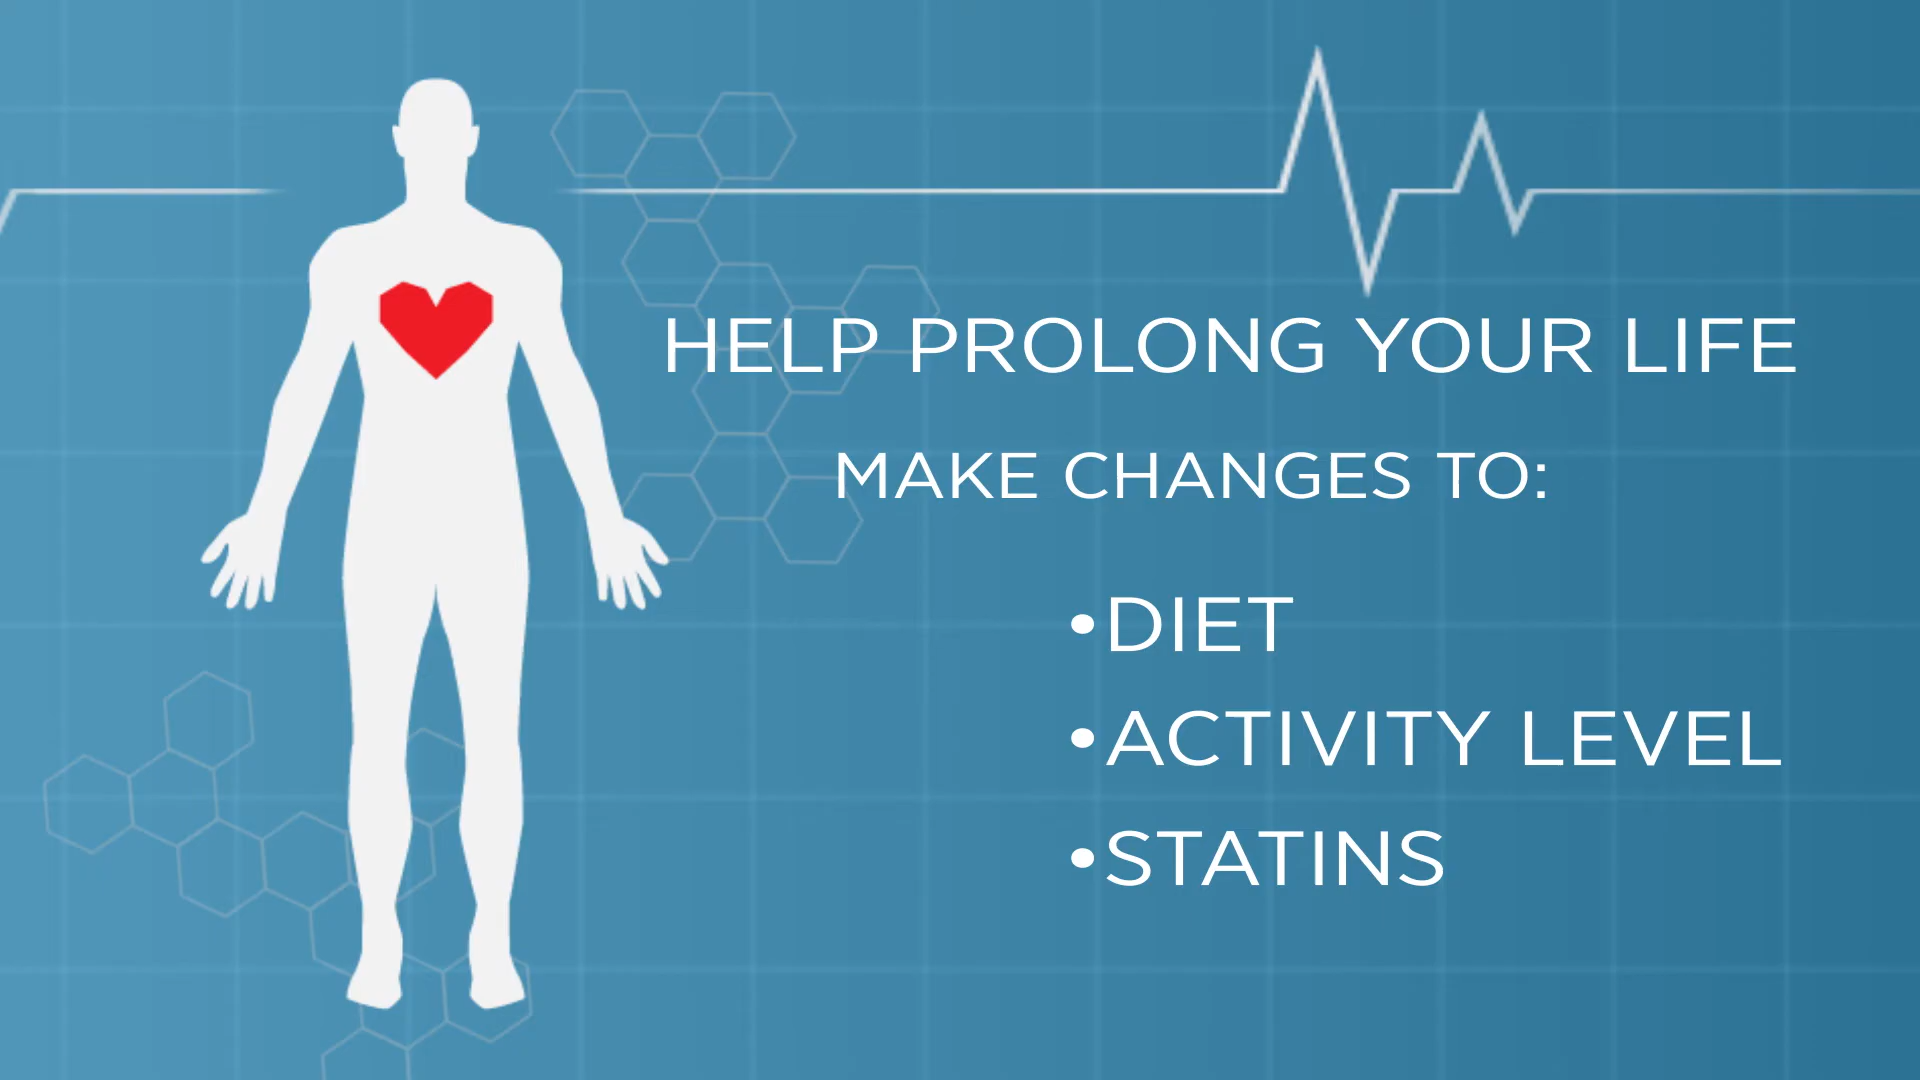 HELP PROLONG YOUR LIFE
MAKE CHANGES TO:
•DIET
•ACTIVITY LEVEL
•STATINS